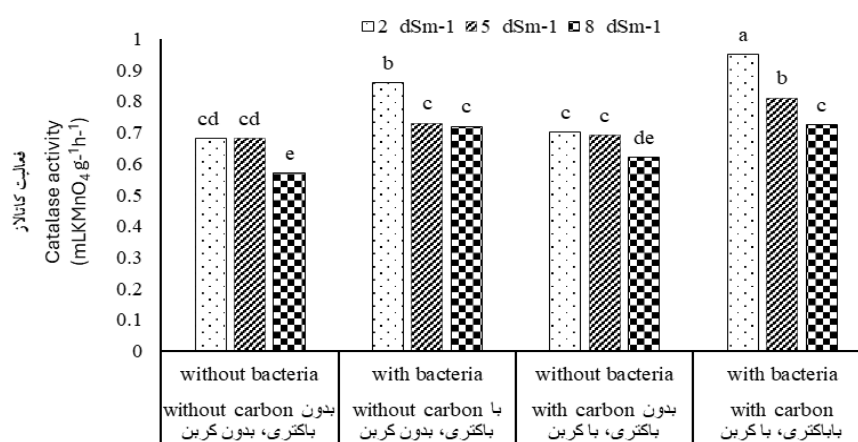 2 dSm-1 5 dSm-1 8 dSm-1
فعالیت کاتالاز
Catalase activity
(mLKMnO4 g-1h-1)
1
0.9
0.8
0.7
0.6
0.5
0.4
0.3
0.2
0.1
0
cd cd e
b c c
c c de
a b c
without bacteria with bacteria without bacteria with bacteria
without carbon بدون
باکتری، بدون کربن
without carbon با
باکتری، بدون کربن
with carbon بدون
باکتری، با کربن
with carbon
باباکتری، با کربن